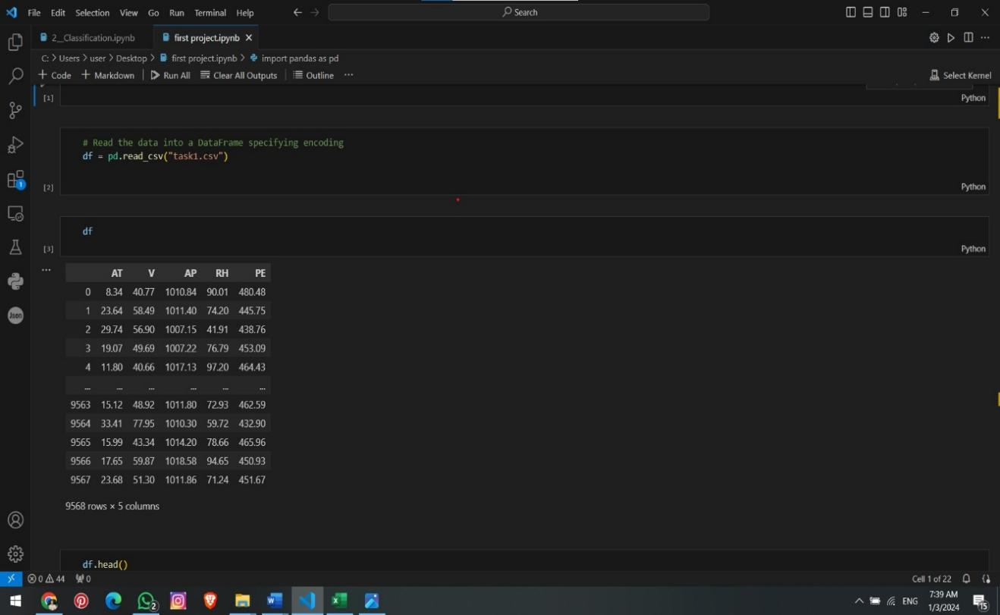 File Edit Selection View Go Run Terminal Help Search
2__Classification.ipynb first project.ipynb
C: > Users > user > Desktop > first project.ipynb > import pandas as pd
+ Code + Markdown Run All Clear All Outputs Outline ... Select Kernel
[1] Python
# Read the data into a DataFrame specifying encoding
df = pd.read_csv("task1.csv")
[2] Python
df
[3] Python
...
AT V AP RH PE
0 8.34 40.77 1010.84 90.01 480.48
1 23.64 58.49 1011.40 74.20 445.75
2 29.74 56.90 1007.15 41.91 438.76
3 19.07 49.69 1007.22 76.79 453.09
4 11.80 40.66 1017.13 97.20 464.43
... ... ... ... ... ...
9563 15.12 48.92 1011.80 72.93 462.59
9564 33.41 77.95 1010.30 59.72 432.90
9565 15.99 43.34 1014.20 78.66 465.96
9566 17.65 59.87 1018.58 94.65 450.93
9567 23.68 51.30 1011.86 71.24 451.67
9568 rows × 5 columns
df.head()
1
Json
0 44 0 Cell 1 of 22
2 ENG 7:39 AM
1/3/2024 15